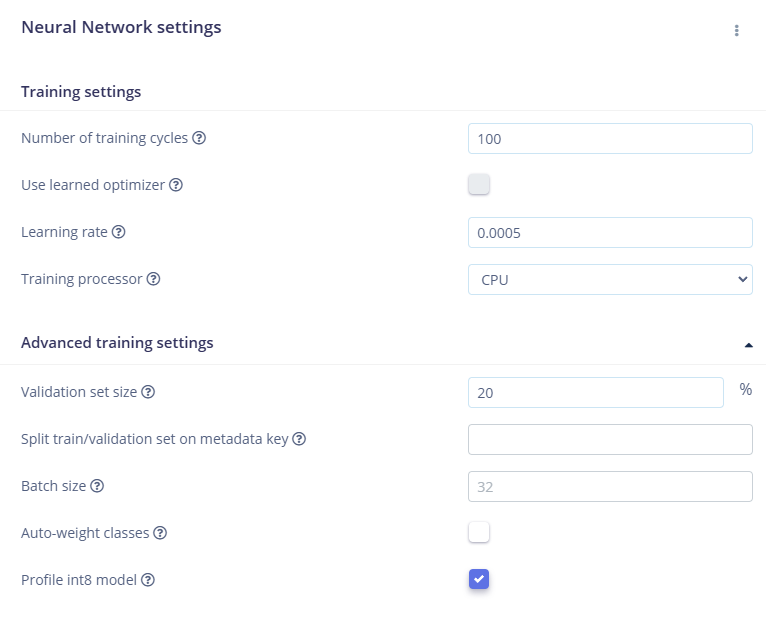 Neural Network settings
Training settings
Number of training cycles
100
Use learned optimizer
Learning rate
0.0005
Training processor
CPU
Advanced training settings
Validation set size
20 %
Split train/validation set on metadata key
Batch size
32
Auto-weight classes
Profile int8 model